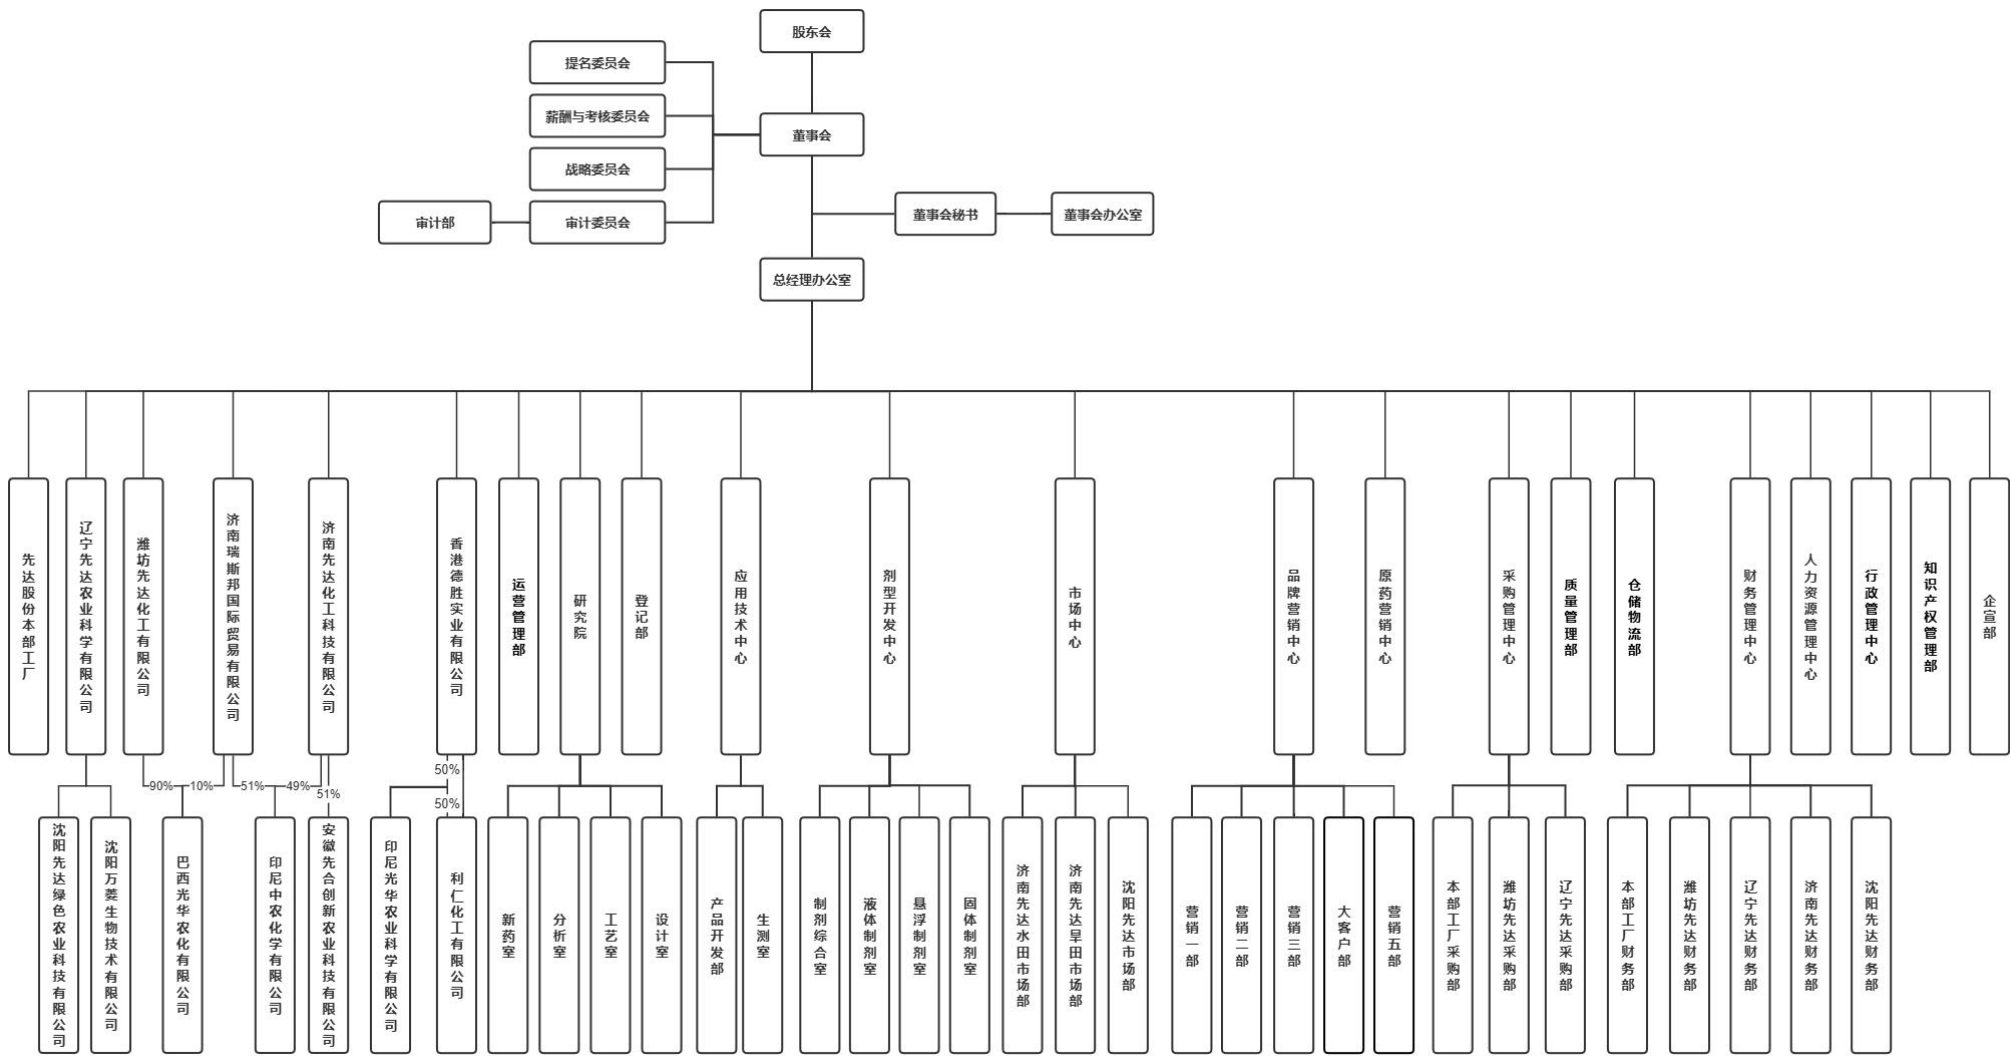 股东会
提名委员会
薪酬与考核委员会
董事会
战略委员会
审计部
审计委员会
董事会秘书
董事会办公室
总经理办公室
先达股份本部工厂
辽宁先达农业科学有限公司
潍坊先达化工有限公司
济南瑞斯邦国际贸易有限公司
济南先达化工科技有限公司
香港德胜实业有限公司
运营管理部
研究院
登记部
应用技术中心
剂型开发中心
市场中心
品牌营销中心
原药营销中心
采购管理中心
质量管理部
仓储物流部
财务管理中心
人力资源管理中心
行政管理中心
知识产权管理部
企宣部
50%
90%
10%
51%
49%
51%
50%
沈阳先达绿色农业科技有限公司
沈阳万菱生物技术有限公司
巴西光华农化有限公司
印尼中农化学有限公司
安徽先合创新农业科技有限公司
印尼光华农业科学有限公司
利仁化工有限公司
新药室
分析室
工艺室
设计室
产品开发部
生测室
制剂综合室
液体制剂室
悬浮制剂室
固体制剂室
济南先达水田市场部
济南先达旱田市场部
沈阳先达市场部
营销一部
营销二部
营销三部
大客户部
营销五部
本部工厂采购部
潍坊先达采购部
辽宁先达采购部
本部工厂财务部
潍坊先达财务部
辽宁先达财务部
济南先达财务部
沈阳先达财务部